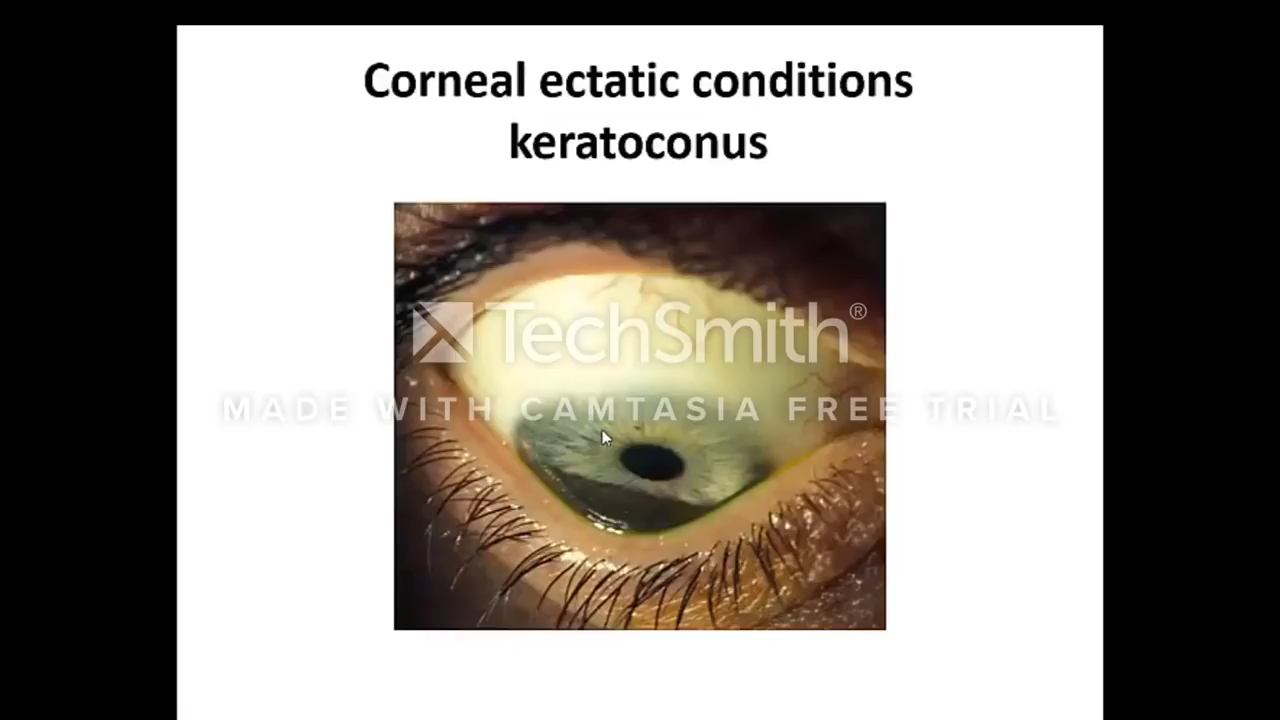 Corneal ectatic conditions
keratoconus
TechSmith®
MADE WITH CAMTASIA FREE TRIAL